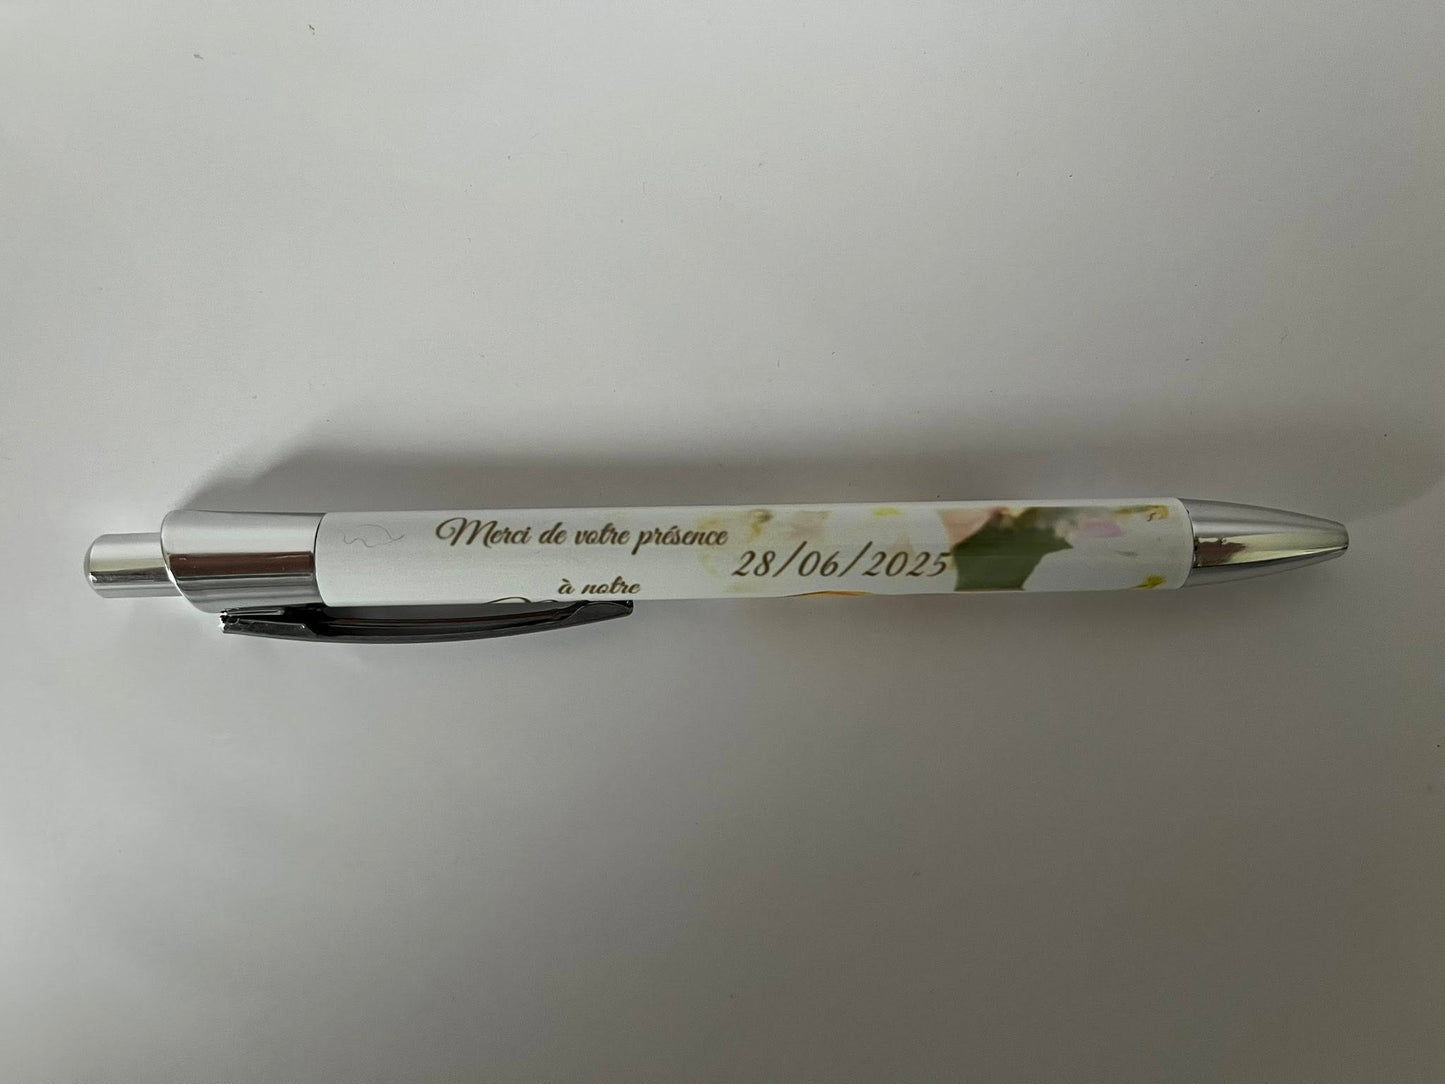 Merci de votre présence
28/06/2025
à notre